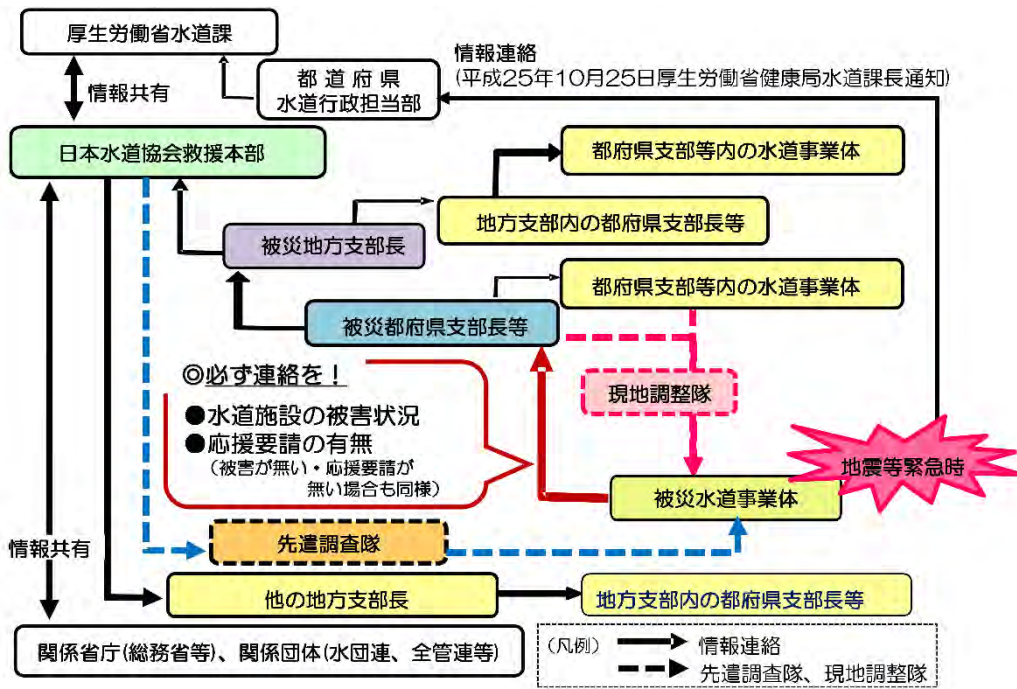 厚生労働省水道課
情報共有
都道府県
水道行政担当部
情報連絡
(平成25年10月25日厚生労働省健康局水道課長通知)
日本水道協会救援本部
都府県支部等内の水道事業体
地方支部内の都府県支部長等
被災地方支部長
都府県支部等内の水道事業体
被災都府県支部長等
◎必ず連絡を!
●水道施設の被害状況
●応援要請の有無
(被害が無い・応援要請が
無い場合も同様)
現地調整隊
地震等緊急時
被災水道事業体
先遣調査隊
情報共有
他の地方支部長
地方支部内の都府県支部長等
関係省庁(総務省等)、関係団体(水団連、全管連等)
(凡例)
情報連絡
先遣調査隊、現地調整隊